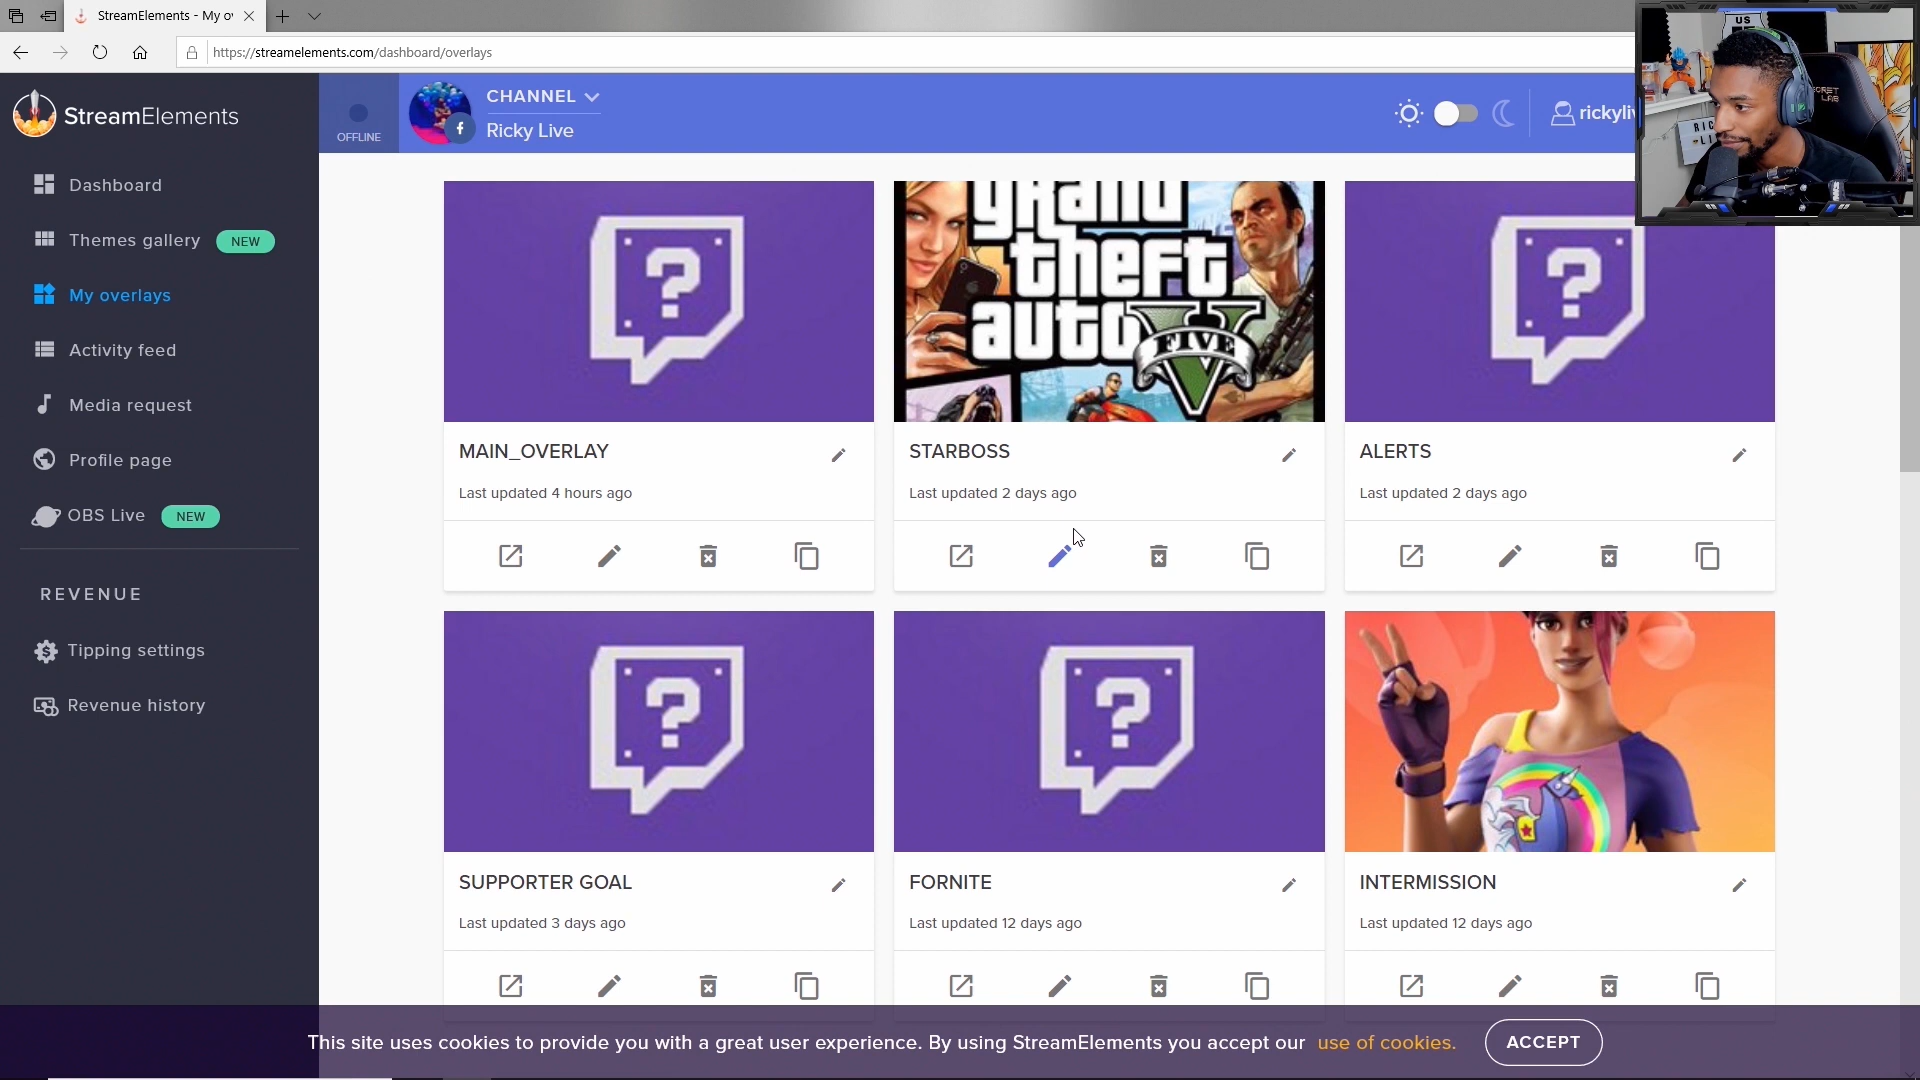 StreamElements - My o
https://streamelements.com/dashboard/overlays
StreamElements
OFFLINE
CHANNEL
Ricky Live
US
Dashboard
Themes gallery NEW
My overlays
Activity feed
Media request
Profile page
OBS Live NEW
REVENUE
Tipping settings
Revenue history
grand
theft
auto
FIVE
MAIN_OVERLAY
Last updated 4 hours ago
STARBOSS
Last updated 2 days ago
ALERTS
Last updated 2 days ago
SUPPORTER GOAL
Last updated 3 days ago
FORNITE
Last updated 12 days ago
INTERMISSION
Last updated 12 days ago
This site uses cookies to provide you with a great user experience. By using StreamElements you accept our use of cookies.
ACCEPT